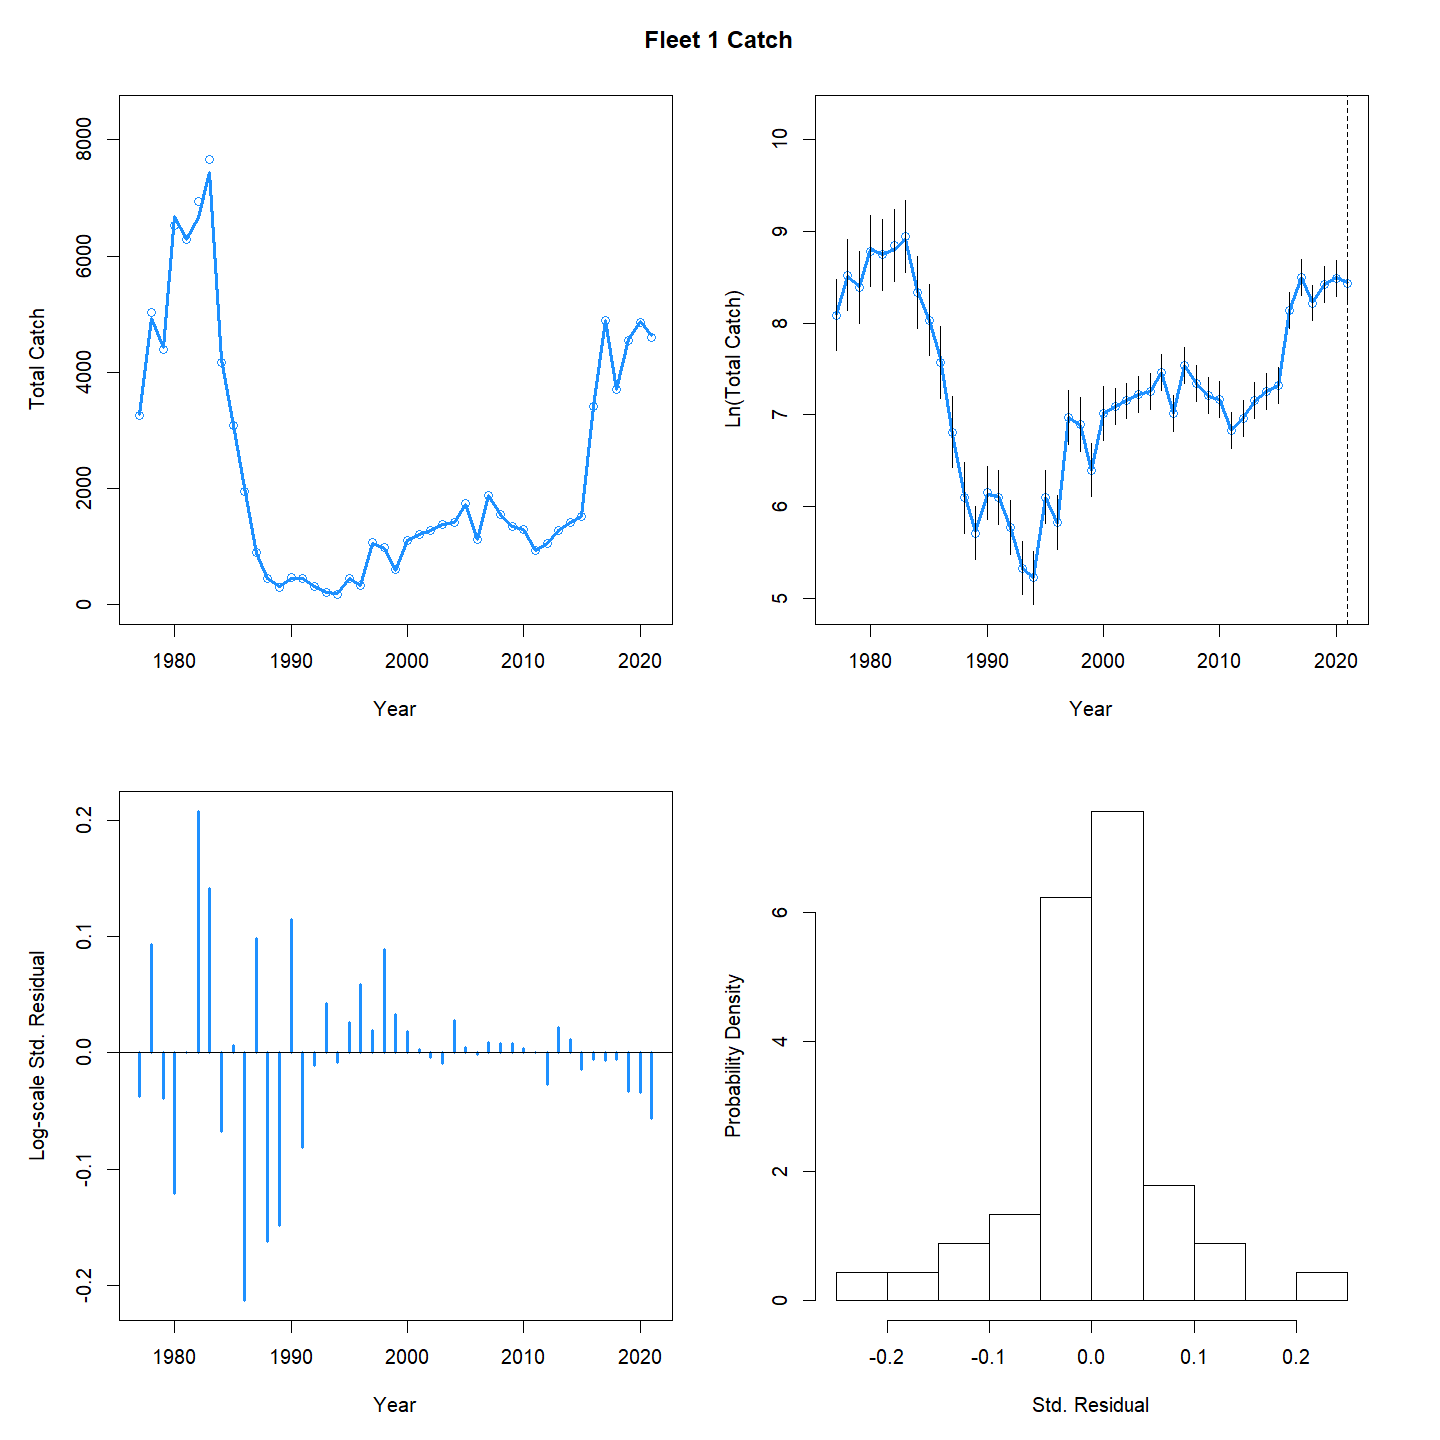 Fleet 1 Catch
Total Catch
8000
6000
4000
2000
0
1980 1990 2000 2010 2020
Year
Ln(Total Catch)
10
9
8
7
6
5
1980 1990 2000 2010 2020
Year
Log-scale Std. Residual
0.2
0.1
0.0
-0.1
-0.2
1980 1990 2000 2010 2020
Year
Probability Density
6
4
2
0
-0.2 -0.1 0.0 0.1 0.2
Std. Residual